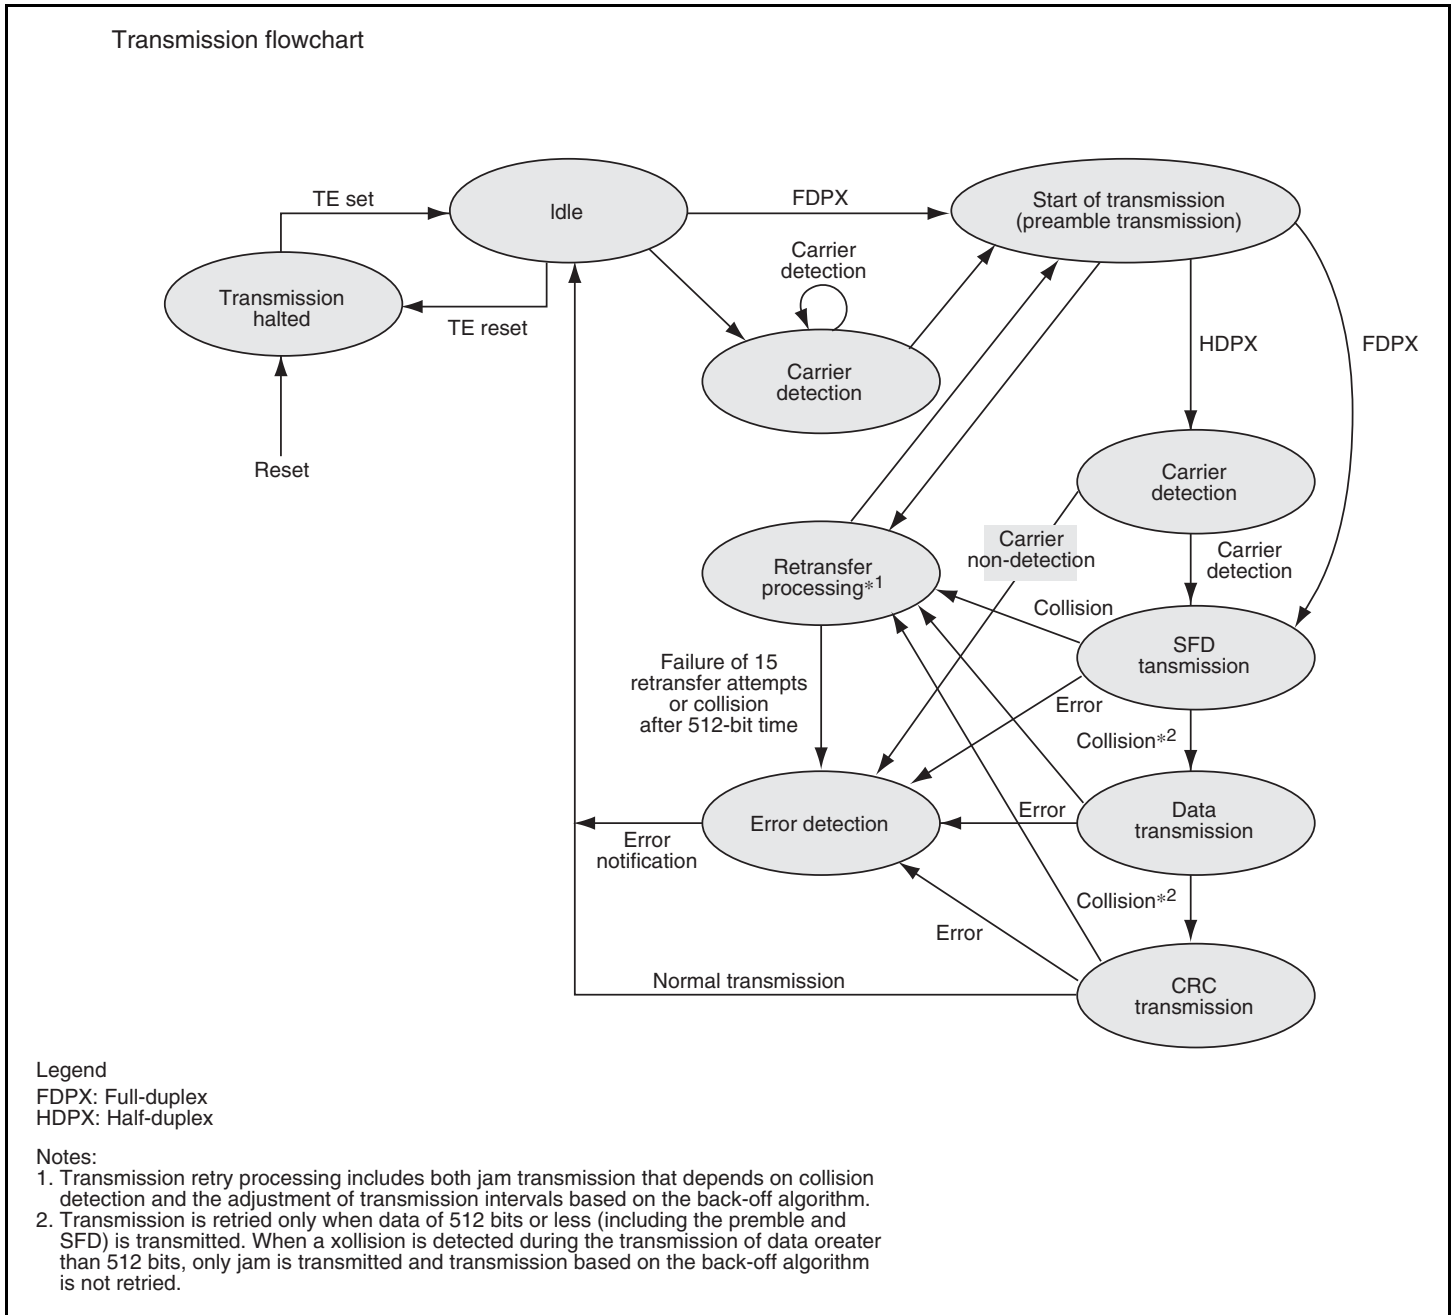 Transmission flowchart
TE set
Idle
FDPX
Start of transmission
(preamble transmission)
Carrier
detection
Transmission
halted
TE reset
HDPX
FDPX
Carrier
detection
Reset
Carrier
detection
Carrier
non-detection
Carrier
detection
Retransfer
processing*1
Collision
SFD
tansmission
Failure of 15
retransfer attempts
or collision
after 512-bit time
Error
Collision*2
Error detection
Error
Data
transmission
Error
notification
Collision*2
Error
Normal transmission
CRC
transmission
Legend
FDPX: Full-duplex
HDPX: Half-duplex
Notes:
1. Transmission retry processing includes both jam transmission that depends on collision
detection and the adjustment of transmission intervals based on the back-off algorithm.
2. Transmission is retried only when data of 512 bits or less (including the premble and
SFD) is transmitted. When a xollision is detected during the transmission of data oreater
than 512 bits, only jam is transmitted and transmission based on the back-off algorithm
is not retried.